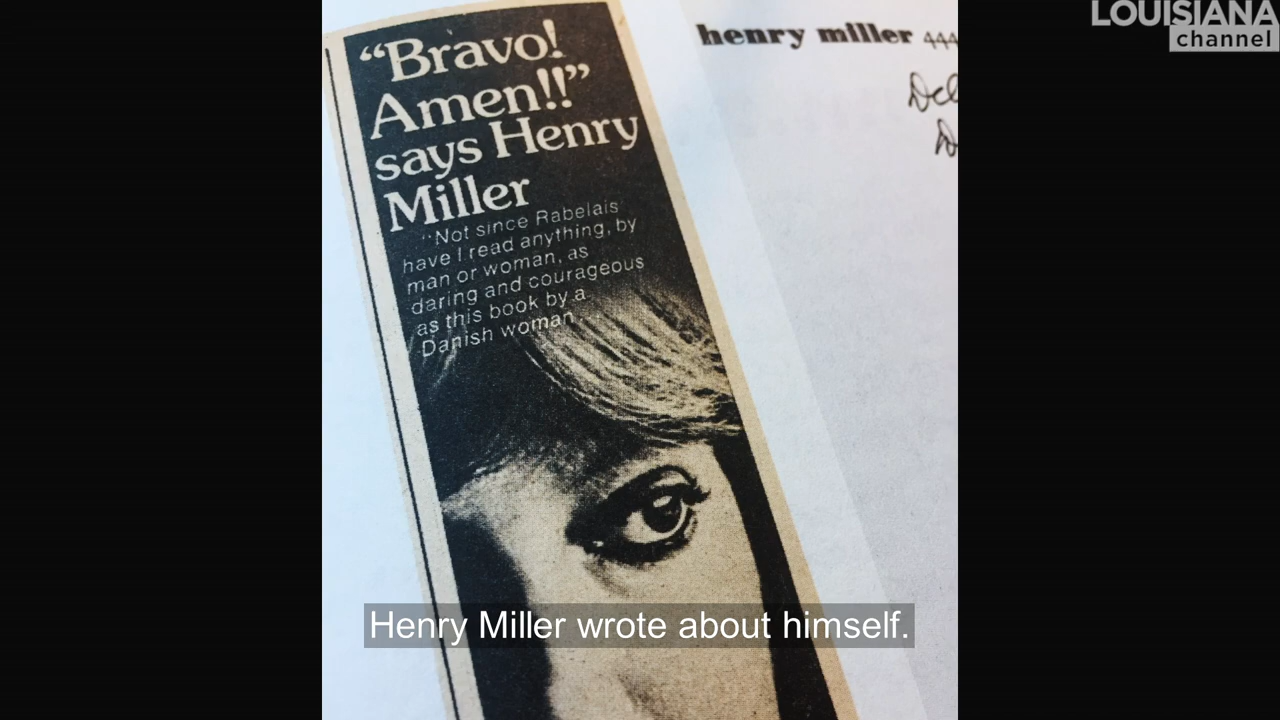 LOUISIANA
channel
“Bravo!
Amen!!”
says Henry
Miller
“Not since Rabelais
have I read anything, by
man or woman, as
daring and courageous
as this book by a
Danish woman...
henry miller 444
Henry Miller wrote about himself.